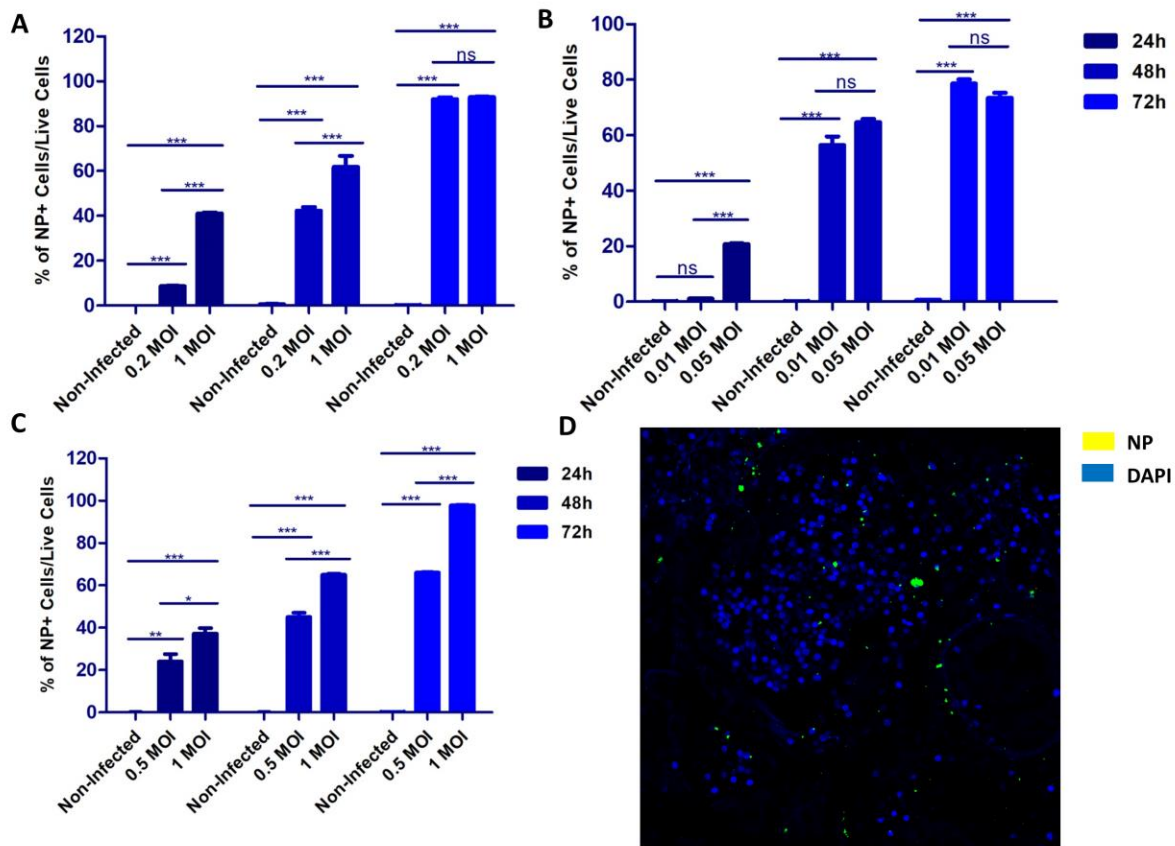 A
% of NP+ Cells/Live Cells
120
100
80
60
40
20
0
***
***
***
***
***
***
***
ns
***
Non-Infected
0.2 MOI
1 MOI
Non-Infected
0.2 MOI
1 MOI
Non-Infected
0.2 MOI
1 MOI
B
% of NP+ Cells/Live Cells
100
80
60
40
20
0
***
***
ns
***
ns
***
***
ns
***
Non-Infected
0.01 MOI
0.05 MOI
Non-Infected
0.01 MOI
0.05 MOI
Non-Infected
0.01 MOI
0.05 MOI
24h
48h
72h
C
% of NP+ Cells/Live Cells
120
100
80
60
40
20
0
***
*
**
***
***
***
***
***
***
Non-Infected
0.5 MOI
1 MOI
Non-Infected
0.5 MOI
1 MOI
Non-Infected
0.5 MOI
1 MOI
24h
48h
72h
D
NP
DAPI